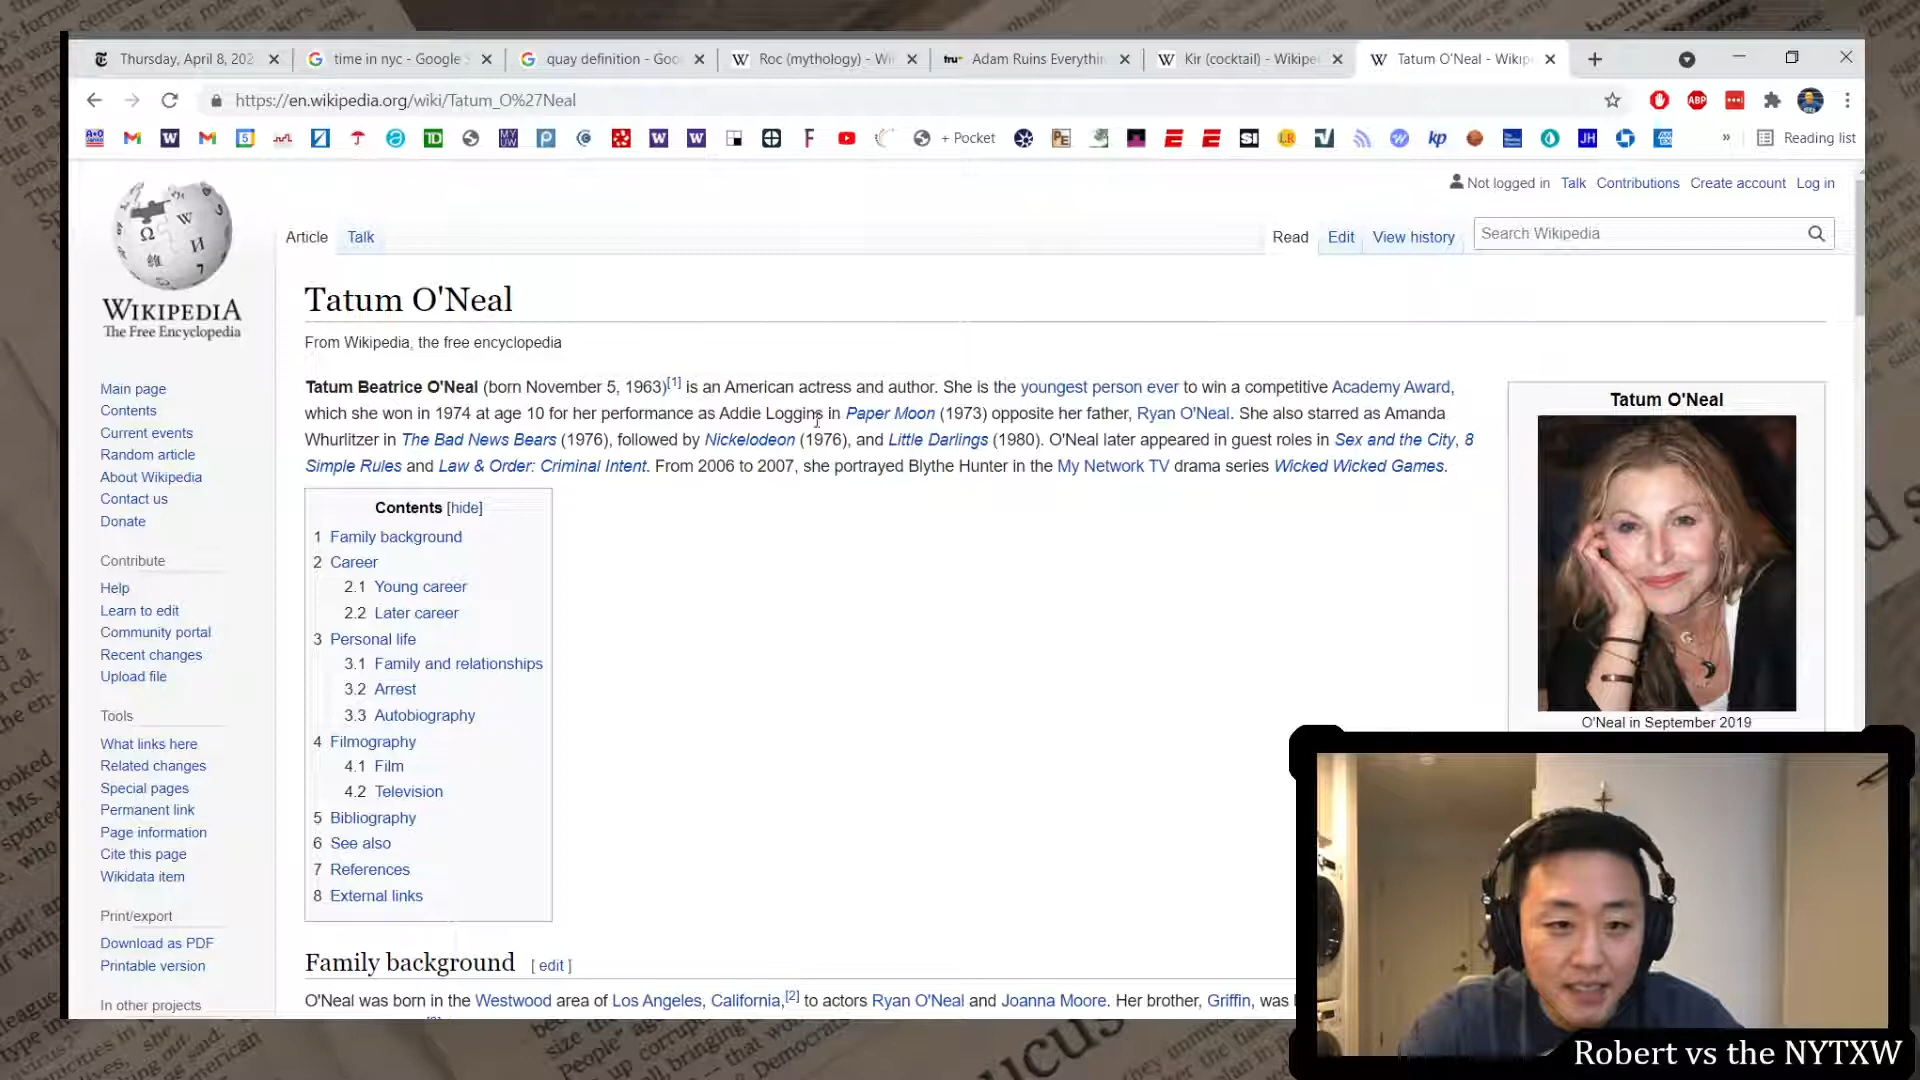 Thursday, April 8, 202
time in nyc - Google S
quay definition - Goo
Roc (mythology) - Wi
tru
Adam Ruins Everythin
Kir (cocktail) - Wikipe
Tatum O'Neal - Wikip
https://en.wikipedia.org/wiki/Tatum_O%27Neal
ABP
+ Pocket
Reading list
Not logged in Talk Contributions Create account Log in
Article Talk
Read Edit View history
Search Wikipedia
WIKIPEDIA
The Free Encyclopedia
Main page
Contents
Current events
Random article
About Wikipedia
Contact us
Donate
Contribute
Help
Learn to edit
Community portal
Recent changes
Upload file
Tools
What links here
Related changes
Special pages
Permanent link
Page information
Cite this page
Wikidata item
Print/export
Download as PDF
Printable version
In other projects
Tatum O'Neal
From Wikipedia, the free encyclopedia
Tatum Beatrice O'Neal (born November 5, 1963)[1] is an American actress and author. She is the youngest person ever to win a competitive Academy Award,
which she won in 1974 at age 10 for her performance as Addie Loggins in Paper Moon (1973) opposite her father, Ryan O'Neal. She also starred as Amanda
Whurlitzer in The Bad News Bears (1976), followed by Nickelodeon (1976), and Little Darlings (1980). O'Neal later appeared in guest roles in Sex and the City, 8
Simple Rules and Law & Order: Criminal Intent. From 2006 to 2007, she portrayed Blythe Hunter in the My Network TV drama series Wicked Wicked Games.
Contents [hide]
1 Family background
2 Career
2.1 Young career
2.2 Later career
3 Personal life
3.1 Family and relationships
3.2 Arrest
3.3 Autobiography
4 Filmography
4.1 Film
4.2 Television
5 Bibliography
6 See also
7 References
8 External links
Family background [ edit ]
O'Neal was born in the Westwood area of Los Angeles, California,[2] to actors Ryan O'Neal and Joanna Moore. Her brother, Griffin, was
Tatum O'Neal
O'Neal in September 2019
Robert vs the NYTXW